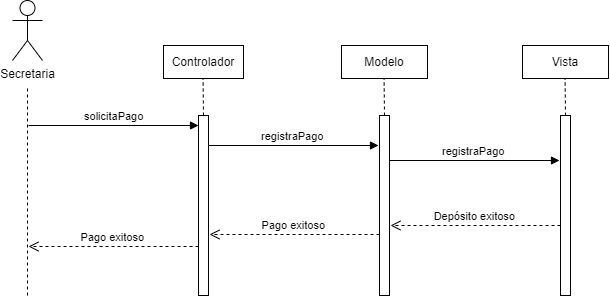 Secretaria
Controlador
Modelo
Vista
solicitaPago
registraPago
registraPago
Depósito exitoso
Pago exitoso
Pago exitoso